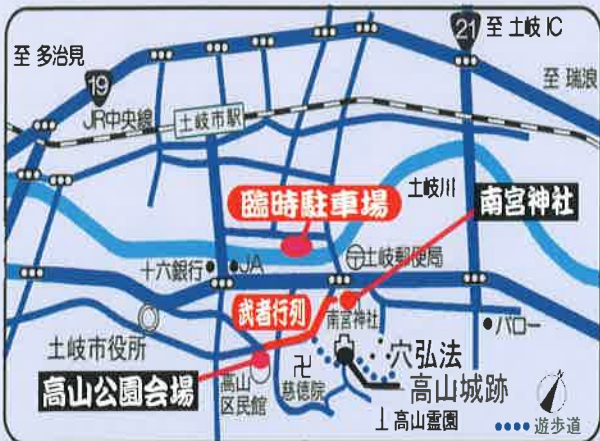 至 多治見
19
JR中央線
土岐市駅
21
至 土岐 IC
至 瑞浪
臨時駐車場
土岐川
南宮神社
十六銀行
JA
〒土岐郵便局
武者行列
南宮神社
バロー
土岐市役所
高山公園会場
高山
区民館
卍
慈徳院
穴弘法
高山城跡
高山霊園
遊歩道